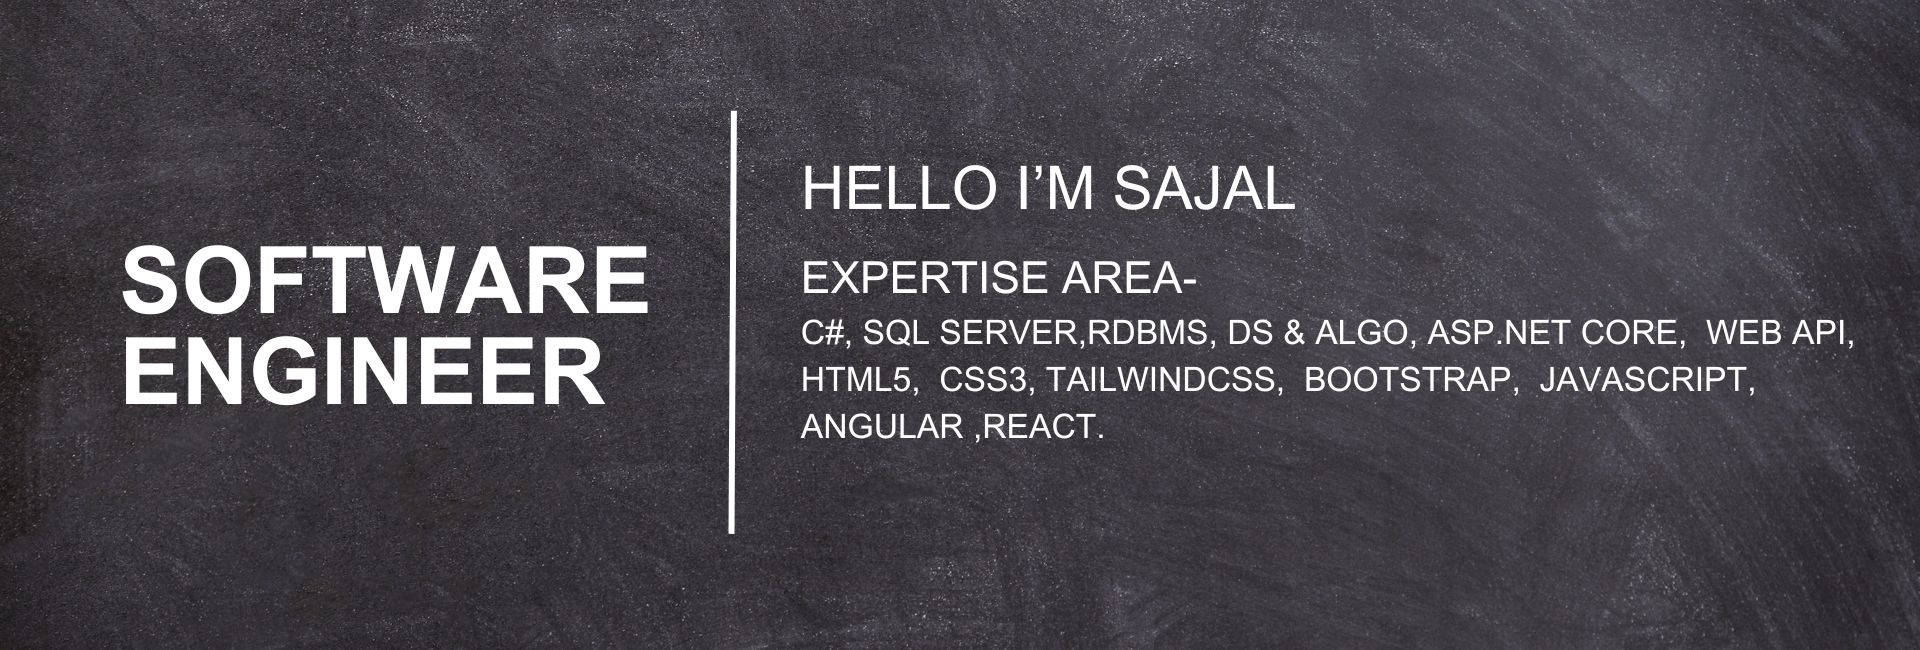 SOFTWARE
ENGINEER
HELLO I’M SAJAL
EXPERTISE AREA-
C#, SQL SERVER,RDBMS, DS & ALGO, ASP.NET CORE,  WEB API,
HTML5,  CSS3, TAILWINDCSS,  BOOTSTRAP,  JAVASCRIPT,
ANGULAR ,REACT.